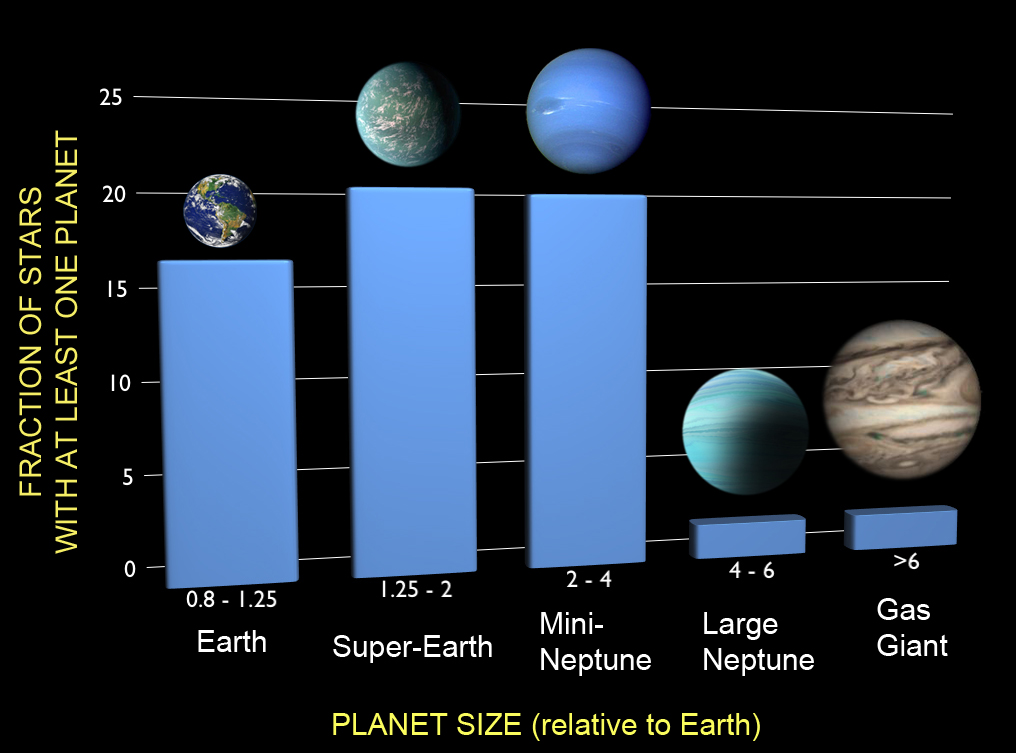 FRACTION OF STARS
WITH AT LEAST ONE PLANET
25
20
15
10
5
0
0.8 - 1.25
1.25 - 2
2 - 4
4 - 6
>6
Earth
Super-Earth
Mini-
Neptune
Large
Neptune
Gas
Giant
PLANET SIZE (relative to Earth)